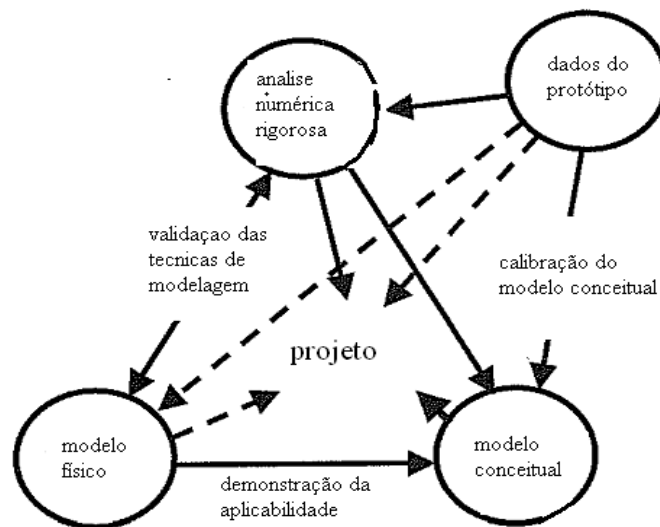 analise
numérica
rigorosa
dados do
protótipo
validaçao das
tecnicas de
modelagem
calibração do
modelo conceitual
projeto
modelo
físico
modelo
conceitual
demonstração da
aplicabilidade